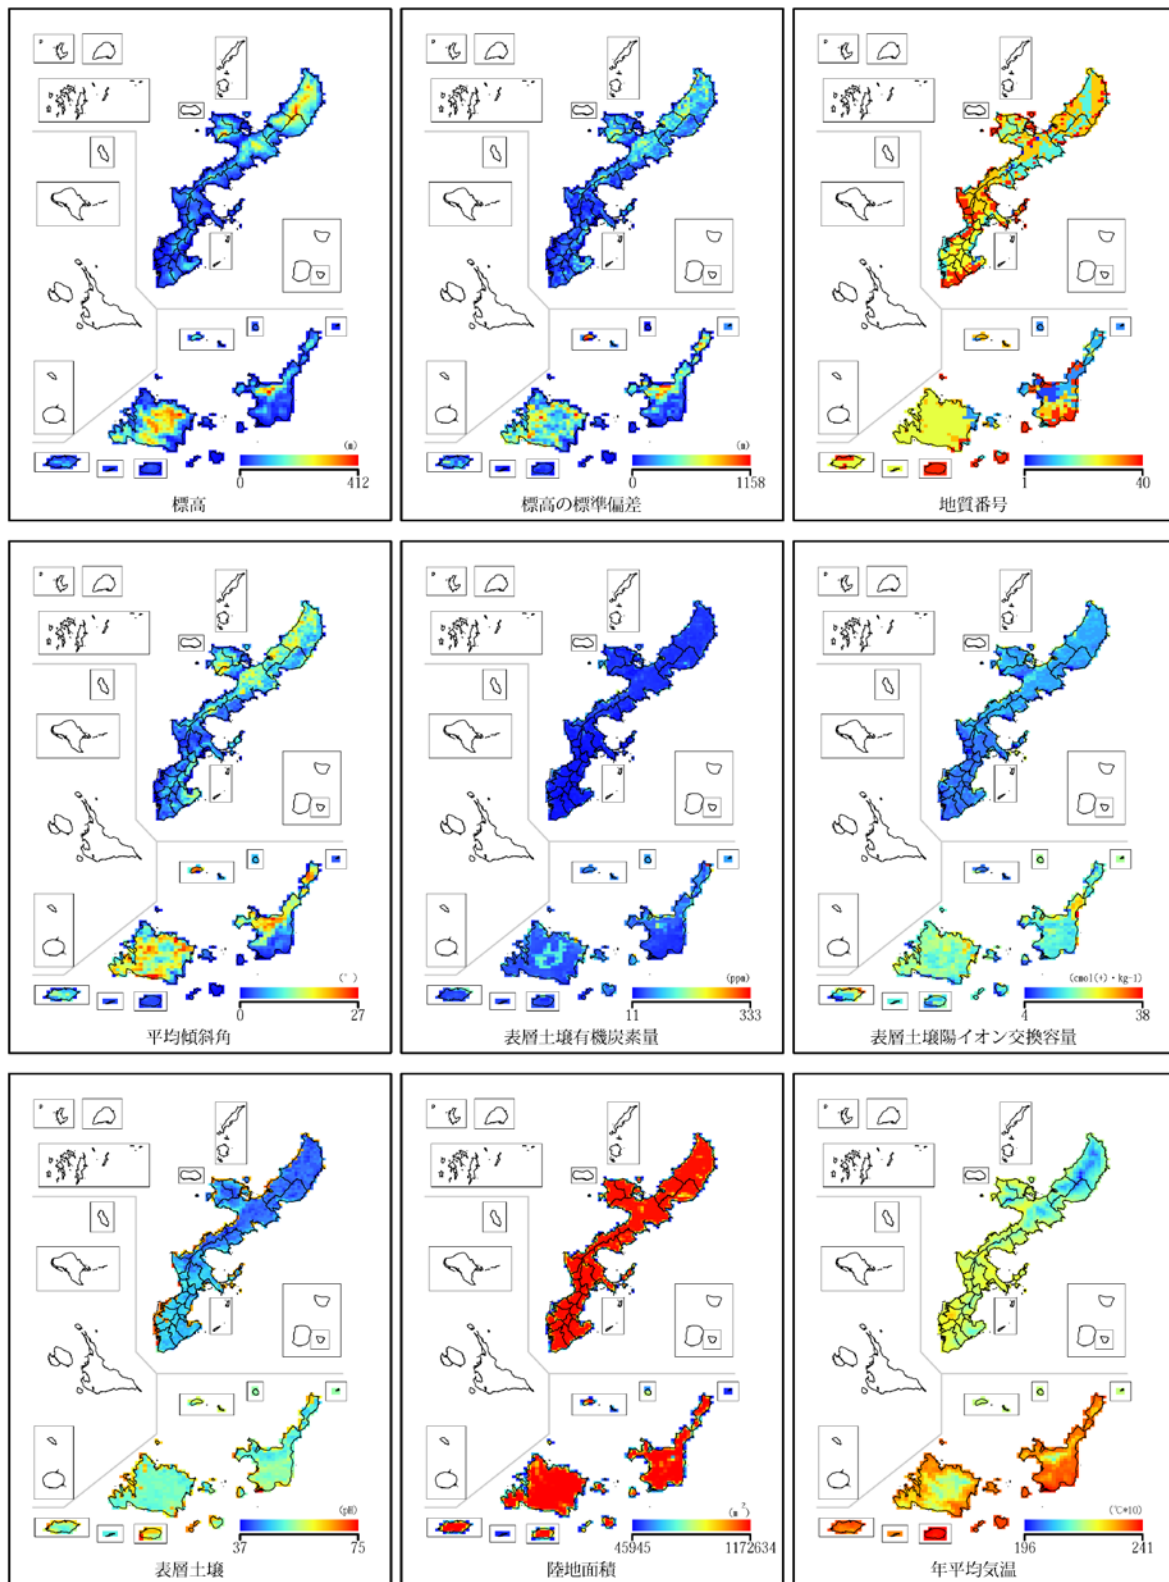 (m)
0 412
標高
(m)
0 1158
標高の標準偏差
1 40
地質番号
(°)
0 27
平均傾斜角
(ppm)
11 333
表層土壌有機炭素量
(cmol(+)・kg-1)
4 38
表層土壌陽イオン交換容量
(pH)
37 75
表層土壌
(m2)
45945 1172634
陸地面積
(℃*10)
196 241
年平均気温